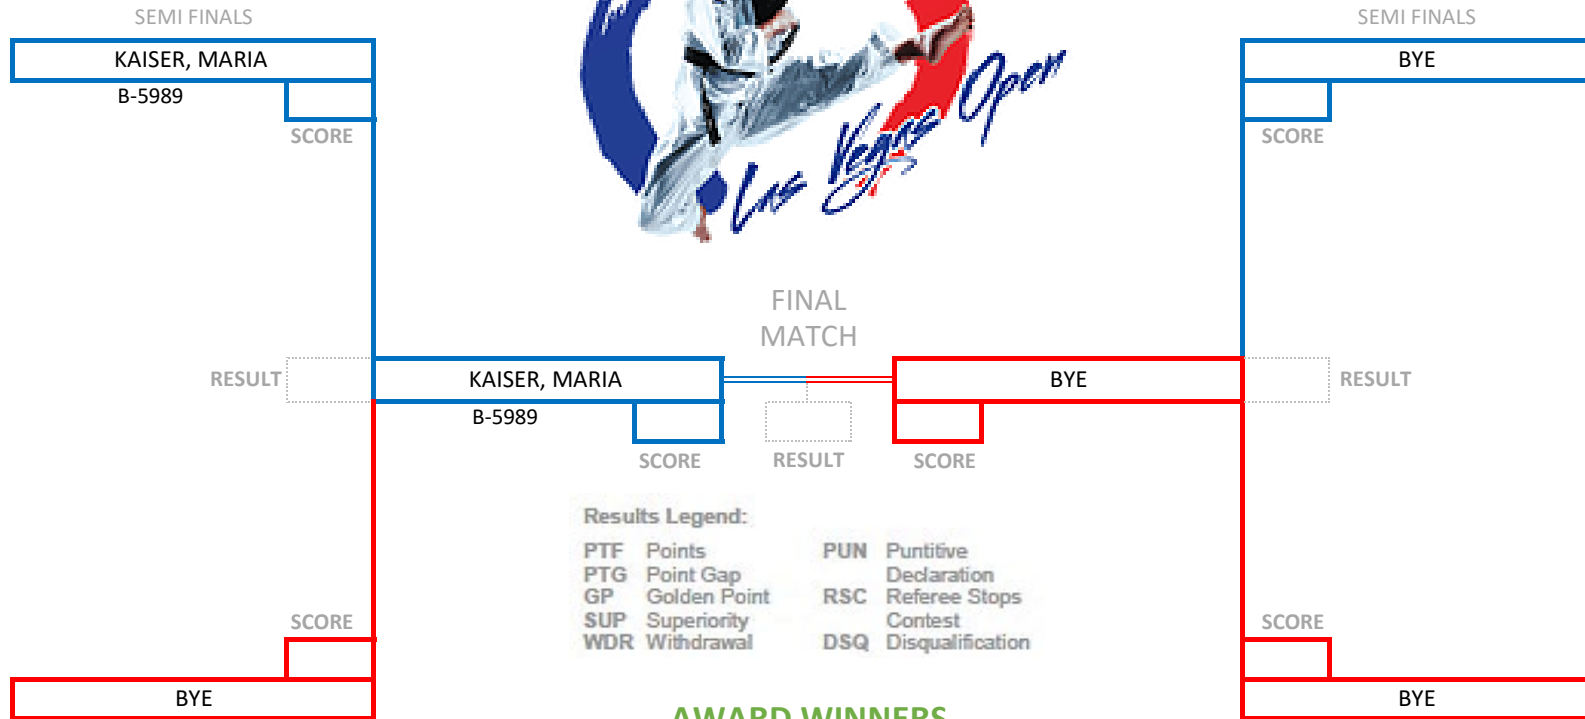 SEMI FINALS
SEMI FINALS
KAISER, MARIA
BYE
B-5989
SCORE
SCORE
Las Vegas Open
FINAL
MATCH
RESULT
KAISER, MARIA
BYE
RESULT
B-5989
SCORE
RESULT
SCORE
Results Legend:
PTF Points
PTG Point Gap
GP Golden Point
SUP Superiority
WDR Withdrawal
PUN Puntitive
Declaration
RSC Referee Stops
Contest
DSQ Disqualification
SCORE
SCORE
BYE
BYE
AWARD WINNERS